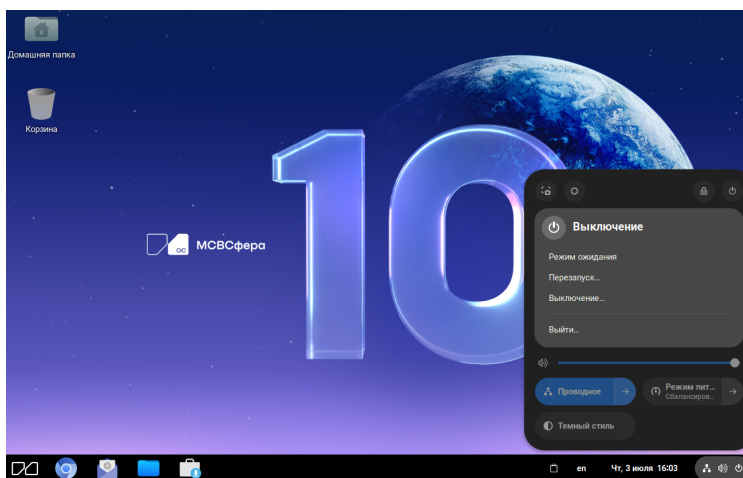 Домашняя папка
Корзина
10
ос
МСВСфера
Выключение
Режим ожидания
Перезапуск...
Выключение...
Выйти...
Проводное
Режим пит...
Сбалансиров...
Темный стиль
en
Чт, 3 июля 16:03